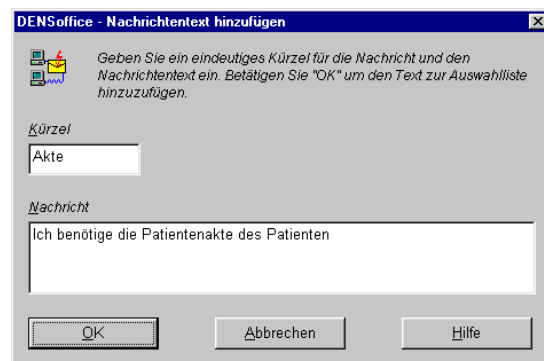 DENSoffice - Nachrichtentext hinzufügen
Geben Sie ein eindeutiges Kürzel für die Nachricht und den
Nachrichtentext ein. Betätigen Sie "OK" um den Text zur Auswahlliste
hinzuzufügen.
Kürzel
Akte
Nachricht
Ich benötige die Patientenakte des Patienten
OK
Abbrechen
Hilfe